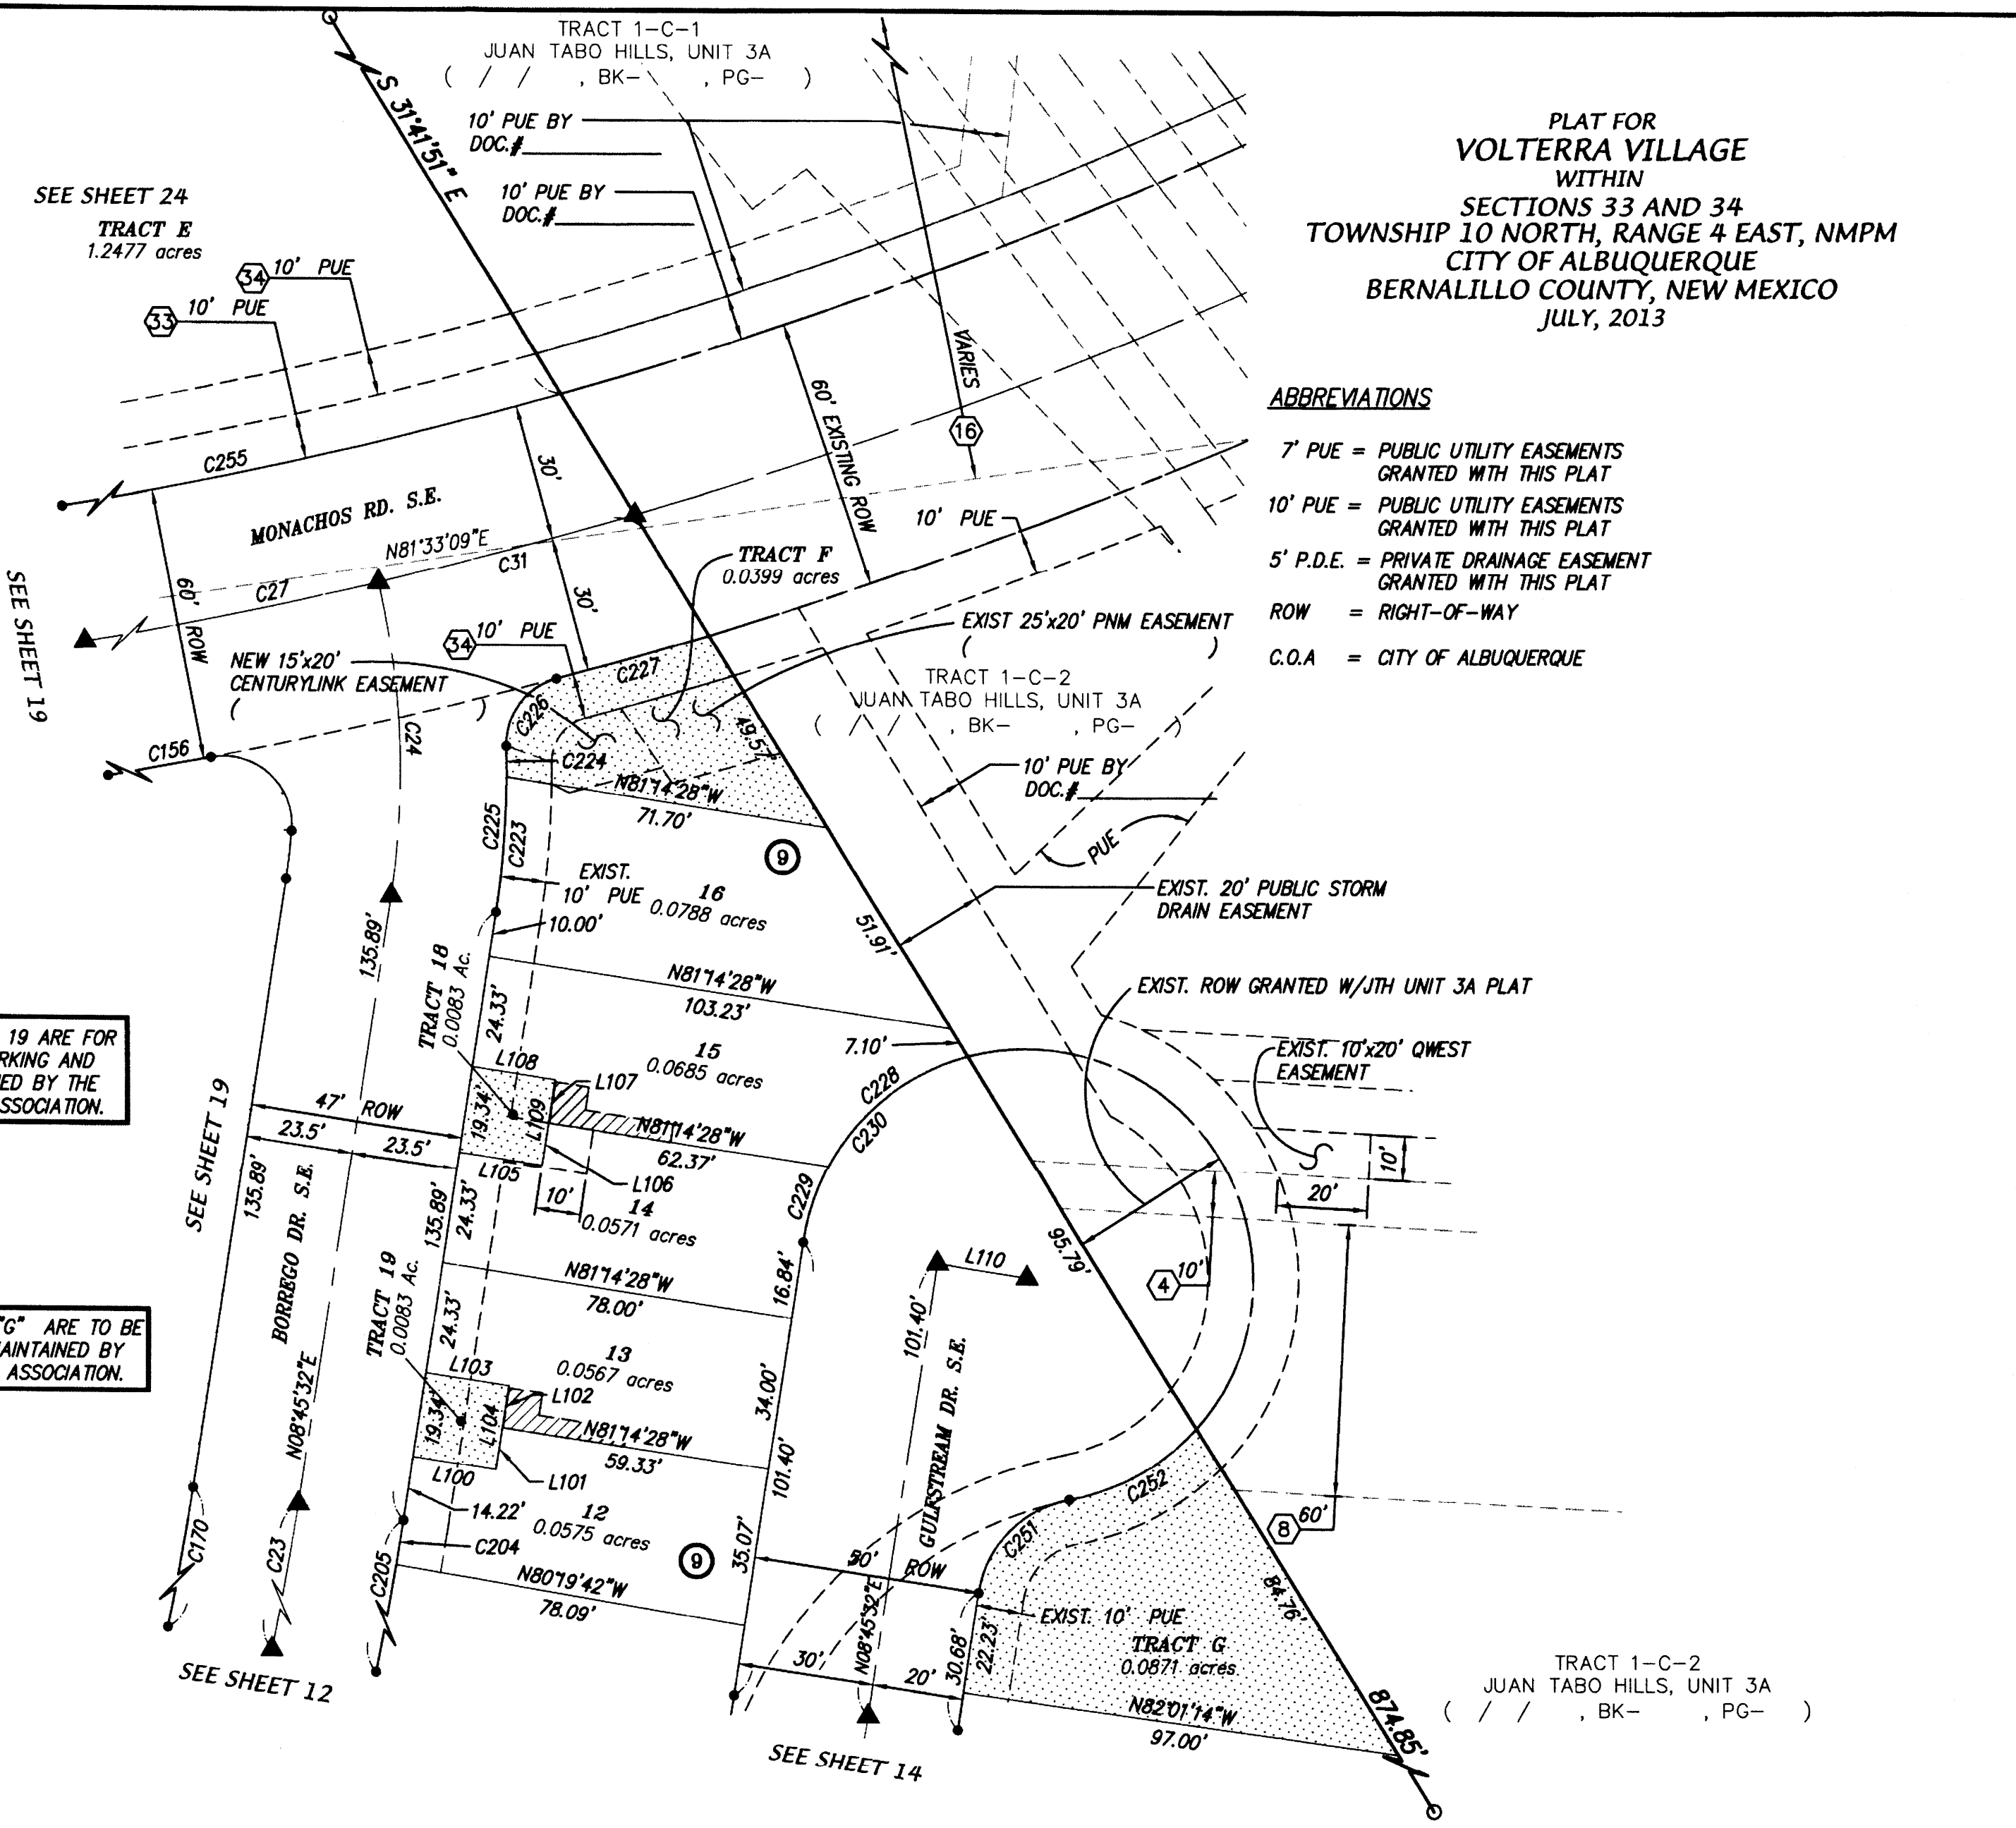 TRACT 1-C-1
JUAN TABO HILLS, UNIT 3A
( / / , BK- , PG- )
S 31°41'51" E
10' PUE BY
DOC.#
10' PUE BY
DOC.#
PLAT FOR
VOLTERRA VILLAGE
WITHIN
SECTIONS 33 AND 34
TOWNSHIP 10 NORTH, RANGE 4 EAST, NMPM
CITY OF ALBUQUERQUE
BERNALILLO COUNTY, NEW MEXICO
JULY, 2013
SEE SHEET 24
TRACT E
1.2477 acres
34 10' PUE
33 10' PUE
VARIES
16
60' EXISTING ROW
ABBREVIATIONS
7' PUE = PUBLIC UTILITY EASEMENTS
GRANTED WITH THIS PLAT
10' PUE = PUBLIC UTILITY EASEMENTS
GRANTED WITH THIS PLAT
5' P.D.E. = PRIVATE DRAINAGE EASEMENT
GRANTED WITH THIS PLAT
ROW = RIGHT-OF-WAY
C.O.A = CITY OF ALBUQUERQUE
C255
30'
MONACHOS RD. S.E.
N81°33'09"E
C27
C31
30'
60' ROW
SEE SHEET 19
10' PUE
TRACT F
0.0399 acres
34 10' PUE
EXIST 25'x20' PNM EASEMENT
( )
NEW 15'x20'
CENTURYLINK EASEMENT
( )
TRACT 1-C-2
JUAN TABO HILLS, UNIT 3A
( / / , BK- , PG- )
C227
C226
C224
49.57'
C24
C156
N81°14'28"W
71.70'
10' PUE BY
DOC.#
PUE
C225
C223
9
EXIST.
10' PUE
16
0.0788 acres
10.00'
51.91'
EXIST. 20' PUBLIC STORM
DRAIN EASEMENT
135.89'
TRACT 18
0.0083 Ac.
24.33'
N81°14'28"W
103.23'
EXIST. ROW GRANTED W/JTH UNIT 3A PLAT
19 ARE FOR
RKING AND
ED BY THE
SSOCIATION.
7.10'
15
0.0685 acres
L108
L107
EXIST. 10'x20' QWEST
EASEMENT
C228
C230
19.34'
L109
47' ROW
23.5'
23.5'
N81°14'28"W
62.37'
L105
L106
10'
14
0.0571 acres
C229
10'
20'
SEE SHEET 19
135.89'
BORREGO DR. S.E.
135.89'
24.33'
16.84'
95.79'
4 10'
L110
N81°14'28"W
78.00'
TRACT 19
0.0083 Ac.
24.33'
"G" ARE TO BE
AINTAINED BY
ASSOCIATION.
N08°45'32"E
13
0.0567 acres
L103
L102
19.34'
L104
34.00'
101.40'
101.40'
GULFSTREAM DR. S.E.
N81°14'28"W
59.33'
L100
L101
14.22'
12
0.0575 acres
C204
9
35.07'
C252
C251
8 60'
50' ROW
C170
C23
C205
N80°19'42"W
78.09'
N08°45'32"E
EXIST. 10' PUE
84.76'
TRACT G
0.0871 acres
30.68'
22.23'
30'
20'
SEE SHEET 12
N82°01'14"W
97.00'
874.85'
TRACT 1-C-2
JUAN TABO HILLS, UNIT 3A
( / / , BK- , PG- )
SEE SHEET 14